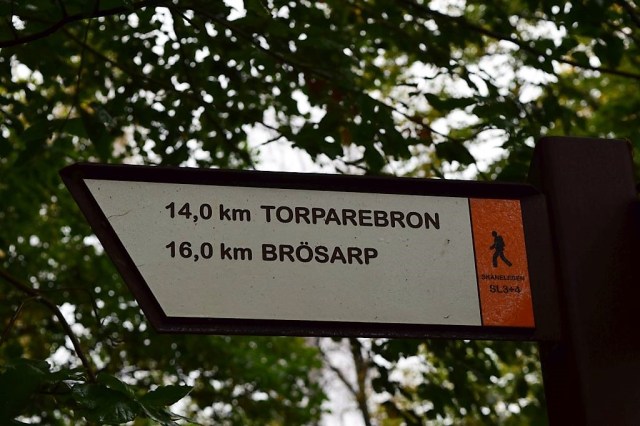 14,0 km TORPAREBRON
16,0 km BRÖSARP
SKÅNELEDEN
SL3+4